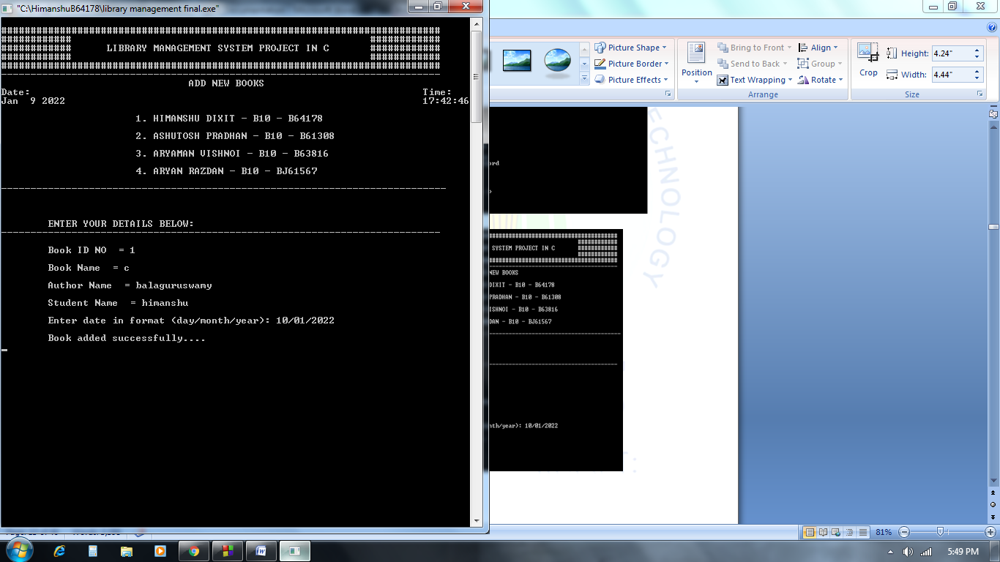 "C:\HimanshuB64178\library management final.exe"
###########################################################################
############ ############
############ LIBRARY MANAGEMENT SYSTEM PROJECT IN C ############
############ ############
###########################################################################
ADD NEW BOOKS
Date: Time:
Jan 9 2022 17:42:46
1. HIMANSHU DIXIT - B10 - B64178
2. ASHUTOSH PRADHAN - B10 - B61308
3. ARYAMAN VISHNOI - B10 - B63816
4. ARYAN RAZDAN - B10 - BJ61567
ENTER YOUR DETAILS BELOW:
Book ID NO = 1
Book Name = c
Author Name = balaguruswamy
Student Name = himanshu
Enter date in format (day/month/year): 10/01/2022
Book added successfully....
Picture Shape
Picture Border
Picture Effects
Position
Bring to Front
Send to Back
Text Wrapping
Align
Group
Rotate
Arrange
Crop
Height: 4.24"
Width: 4.44"
Size
ord
ECHNOLOGY
SYSTEM PROJECT IN C
NEW BOOKS
DIXIT - B10 - B64178
PRADHAN - B10 - B61308
ISHNOI - B10 - B63816
DAN - B10 - BJ61567
nth/year): 10/01/2022
81%
5:49 PM